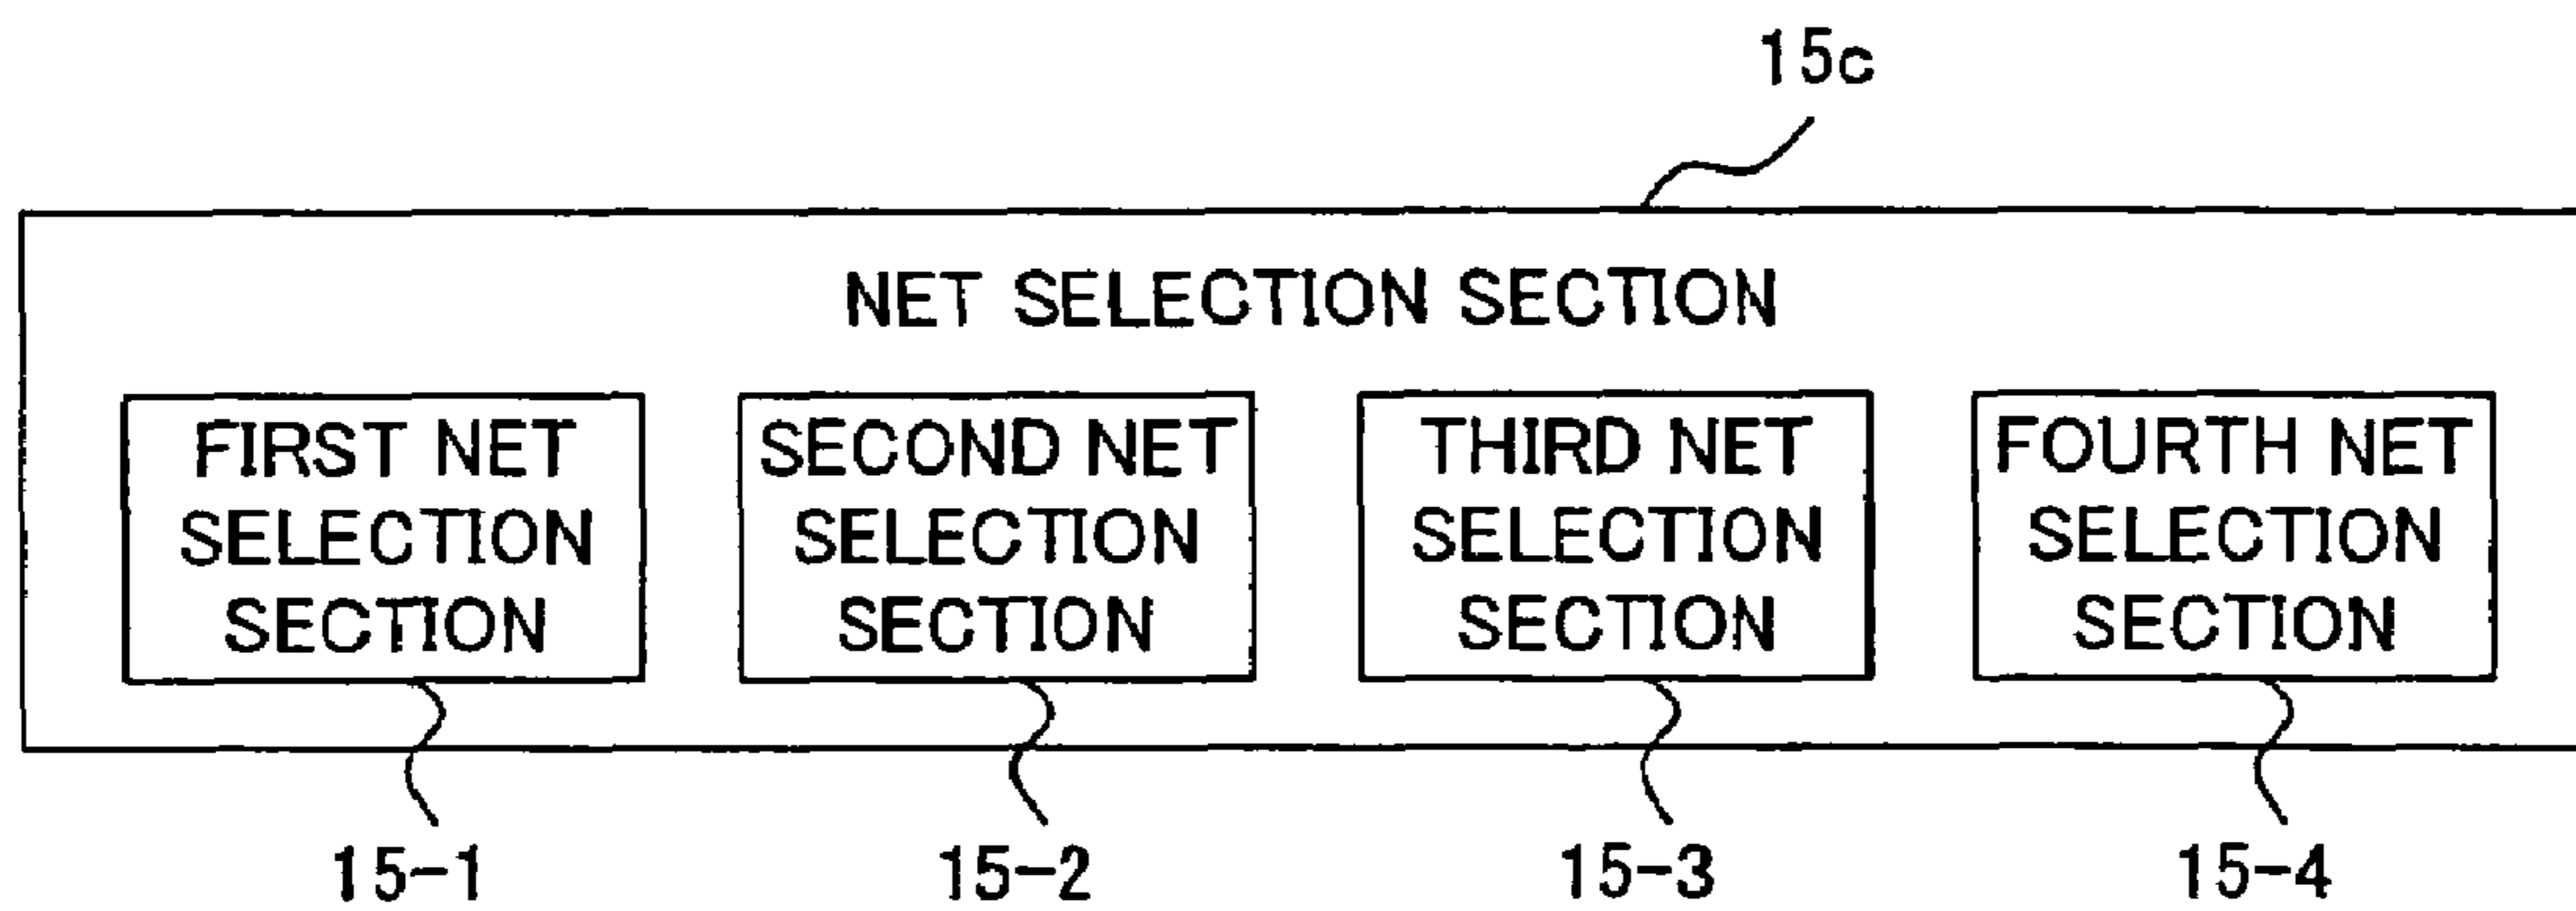 15c
NET SELECTION SECTION
FIRST NET
SELECTION
SECTION
SECOND NET
SELECTION
SECTION
THIRD NET
SELECTION
SECTION
FOURTH NET
SELECTION
SECTION
15-1
15-2
15-3
15-4